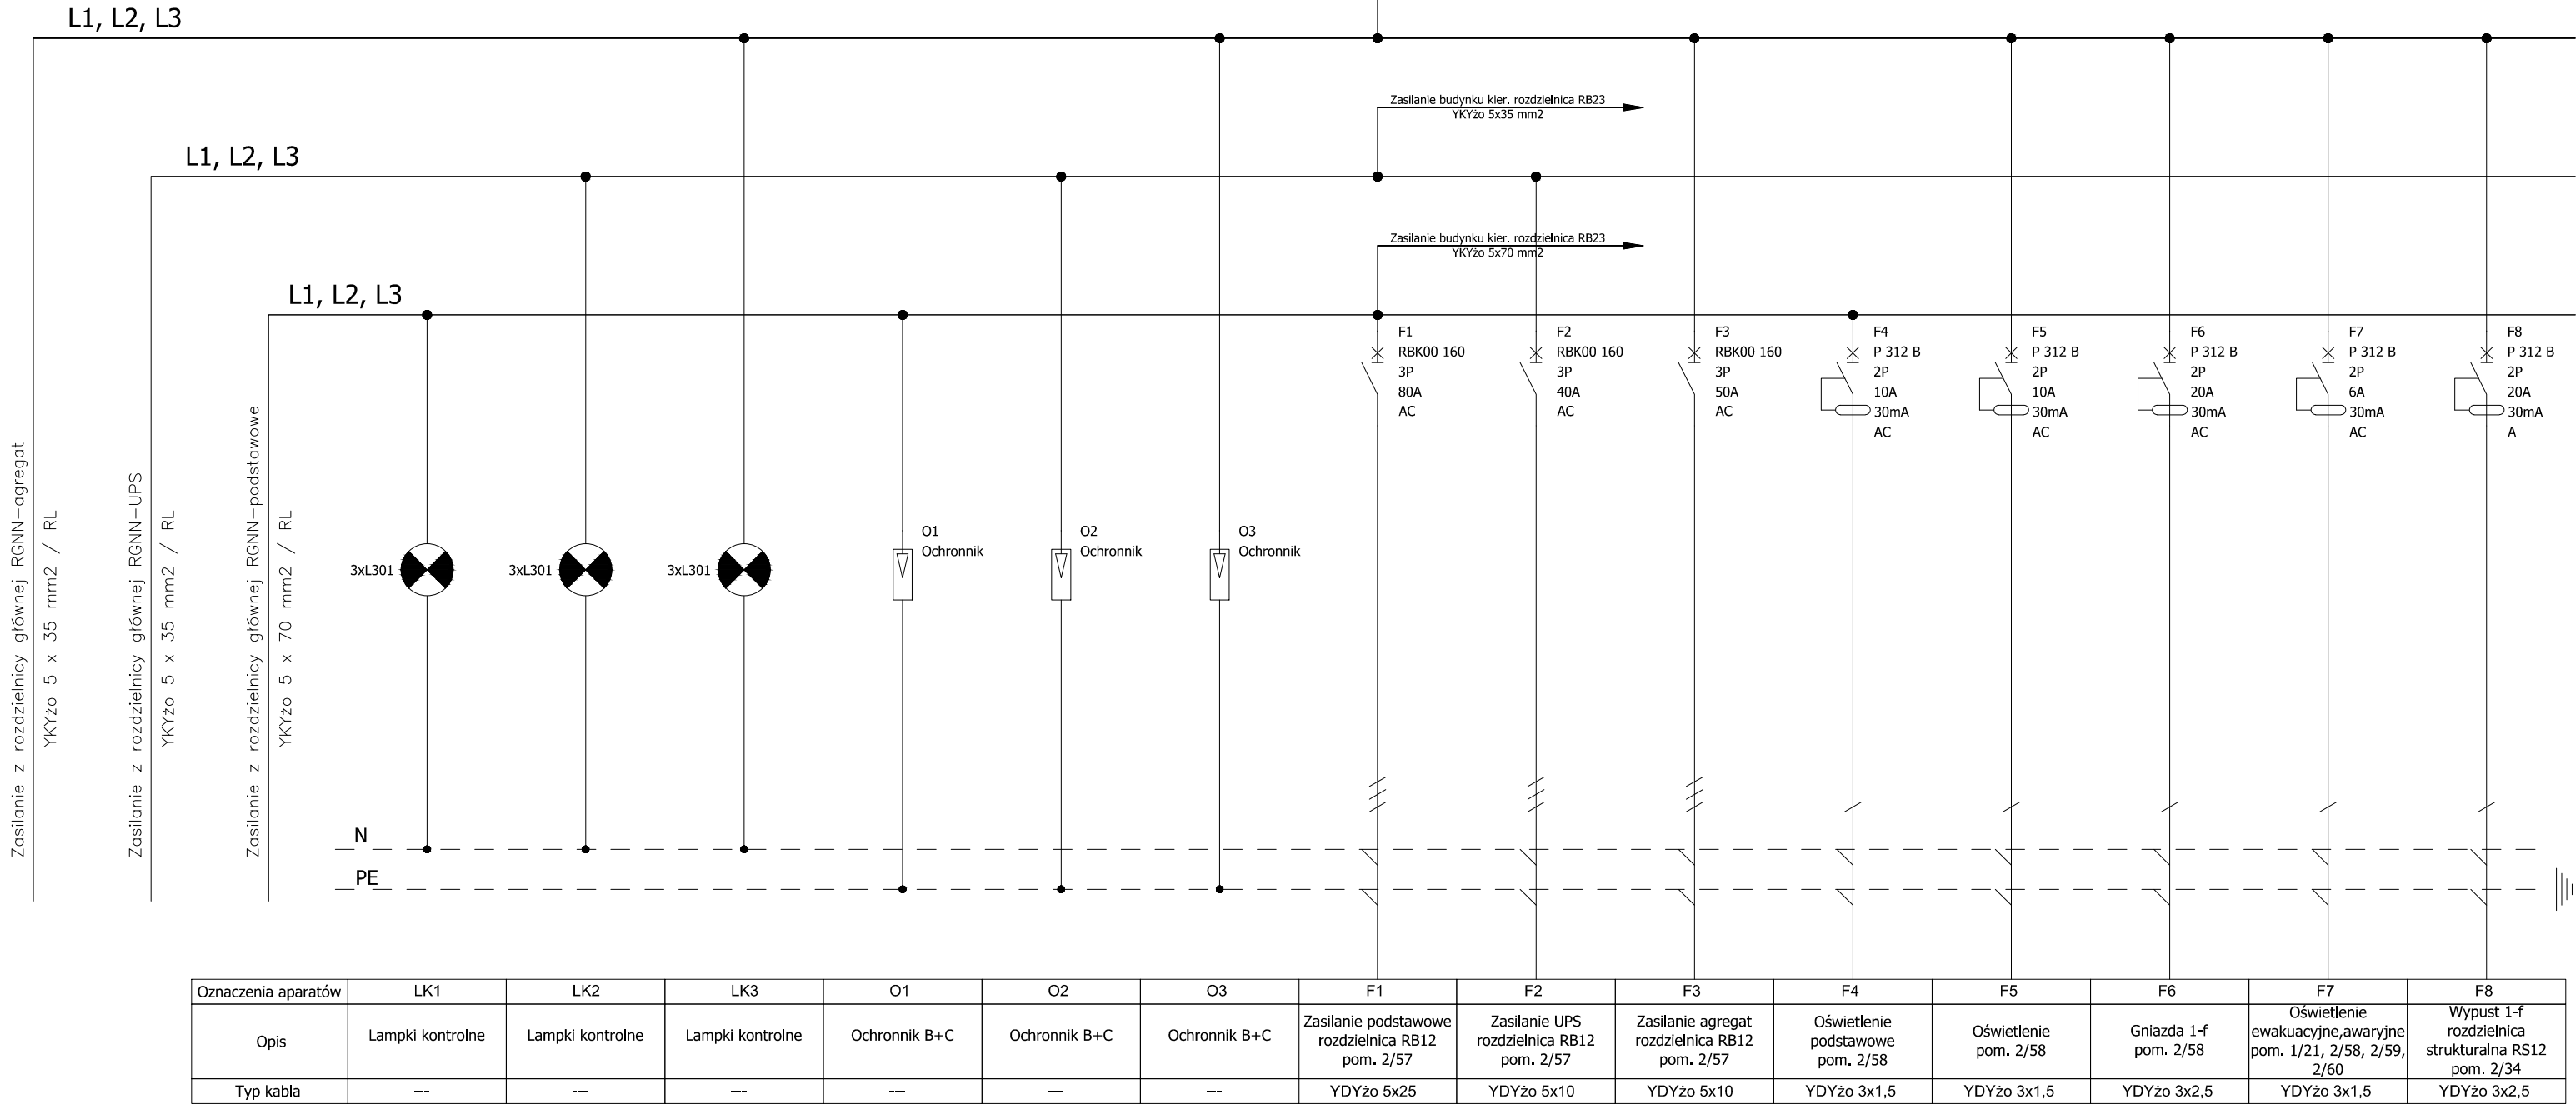 L1, L2, L3
Zasilanie budynku kier. rozdzielnica RB23
YKYżo 5x35 mm2
L1, L2, L3
Zasilanie budynku kier. rozdzielnica RB23
YKYżo 5x70 mm2
L1, L2, L3
Zasilanie z rozdzielnicy głównej RGNN-agregat
YKYżo 5 x 35 mm2 / RL
Zasilanie z rozdzielnicy głównej RGNN-UPS
YKYżo 5 x 35 mm2 / RL
Zasilanie z rozdzielnicy głównej RGNN-podstawowe
YKYżo 5 x 70 mm2 / RL
3xL301
3xL301
3xL301
O1
Ochronnik
O2
Ochronnik
O3
Ochronnik
F1
RBK00 160
3P
80A
AC
F2
RBK00 160
3P
40A
AC
F3
RBK00 160
3P
50A
AC
F4
P 312 B
2P
10A
30mA
AC
F5
P 312 B
2P
10A
30mA
AC
F6
P 312 B
2P
20A
30mA
AC
F7
P 312 B
2P
6A
30mA
AC
F8
P 312 B
2P
20A
30mA
A
N
PE
Oznaczenia aparatów LK1 LK2 LK3 O1 O2 O3 F1 F2 F3 F4 F5 F6 F7 F8
Opis
Lampki kontrolne
Lampki kontrolne
Lampki kontrolne
Ochronnik B+C
Ochronnik B+C
Ochronnik B+C
Zasilanie podstawowe
rozdzielnica RB12
pom. 2/57
Zasilanie UPS
rozdzielnica RB12
pom. 2/57
Zasilanie agregat
rozdzielnica RB12
pom. 2/57
Oświetlenie
podstawowe
pom. 2/58
Oświetlenie
pom. 2/58
Gniazda 1-f
pom. 2/58
Oświetlenie
ewakuacyjne,awaryjne
pom. 1/21, 2/58, 2/59,
2/60
Wypust 1-f
rozdzielnica
strukturalna RS12
pom. 2/34
Typ kabla --- --- --- --- --- --- YDYżo 5x25 YDYżo 5x10 YDYżo 5x10 YDYżo 3x1,5 YDYżo 3x1,5 YDYżo 3x2,5 YDYżo 3x1,5 YDYżo 3x2,5